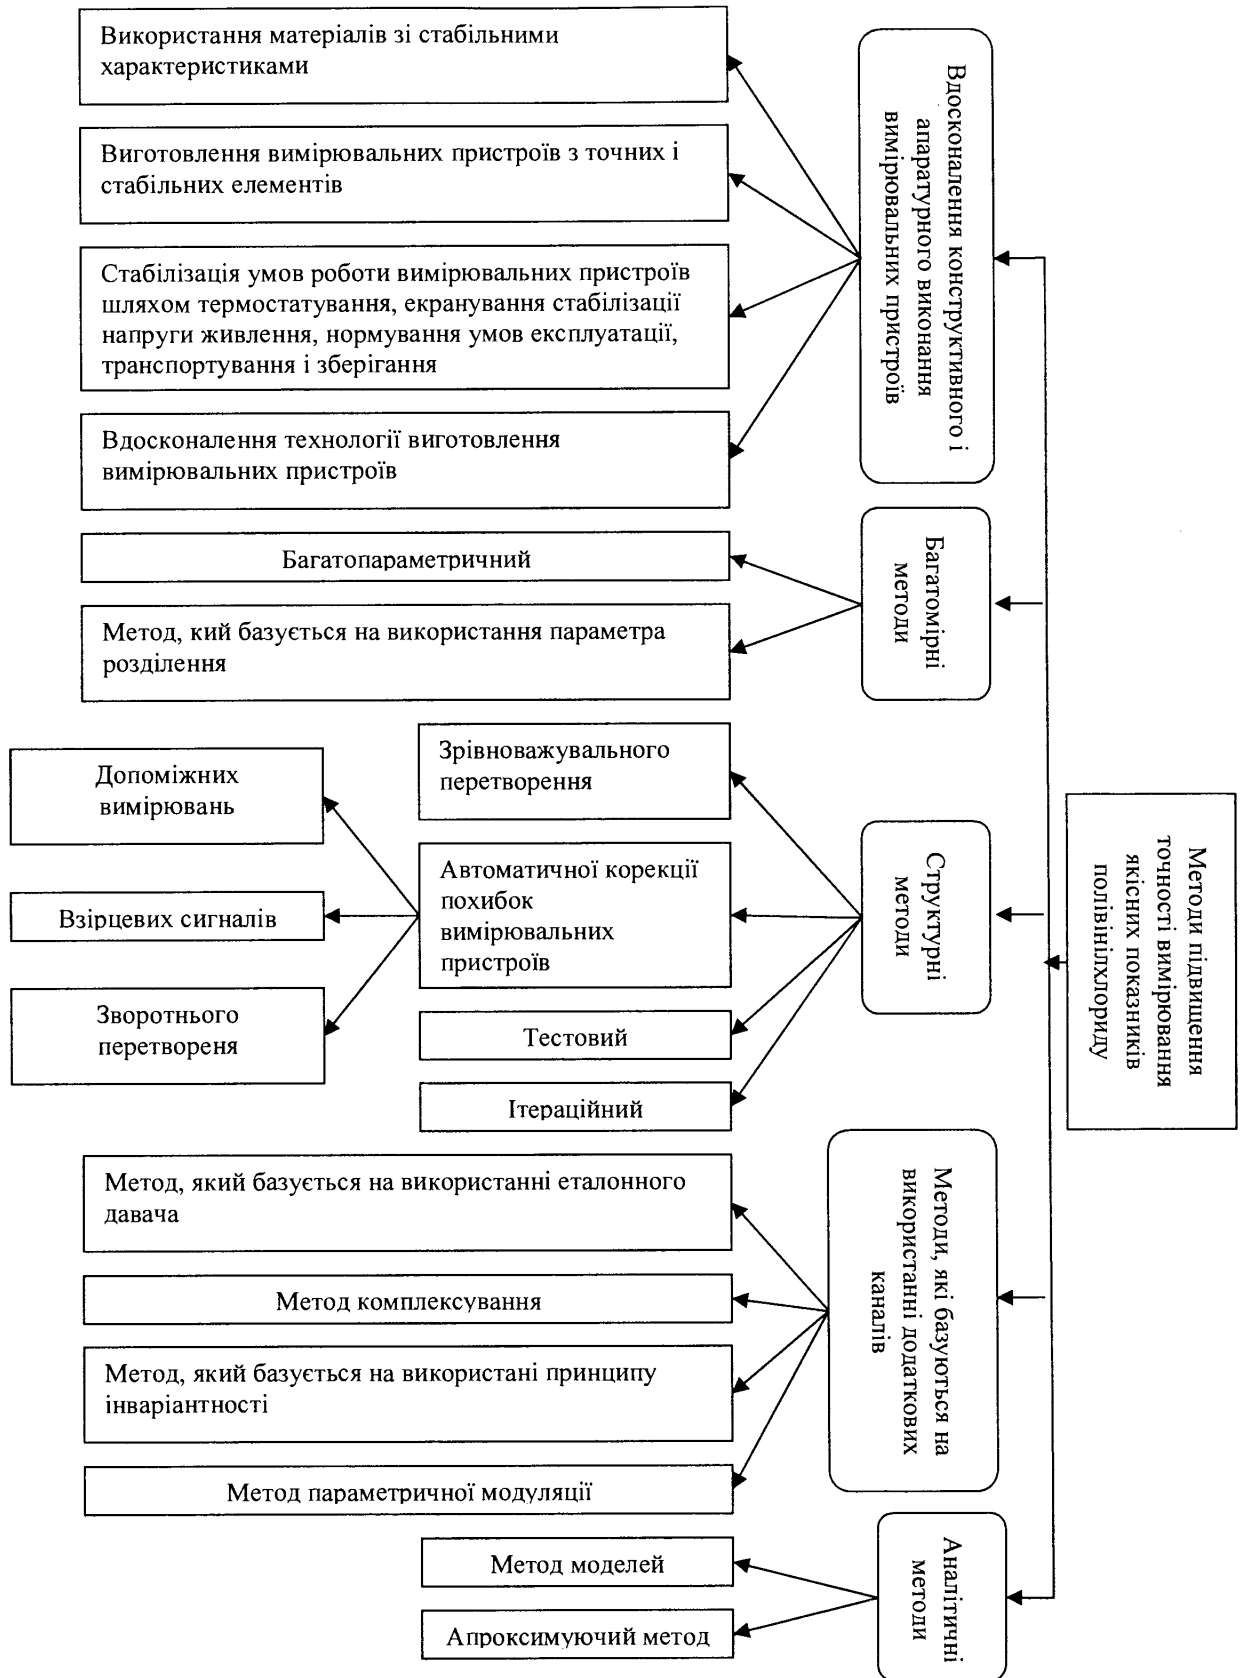 Використання матеріалів зі стабільними
характеристиками
Виготовлення вимірювальних пристроїв з точних і
стабільних елементів
Стабілізація умов роботи вимірювальних пристроїв
шляхом термостатування, екранування стабілізації
напруги живлення, нормування умов експлуатації,
транспортування і зберігання
Вдосконалення технології виготовлення
вимірювальних пристроїв
Вдосконалення конструктивного і
апаратурного виконання
вимірювальних пристроїв
Багатопараметричний
Метод, кий базується на використання параметра
розділення
Багатомірні
методи
Зрівноважувального
перетворення
Автоматичної корекції
похибок
вимірювальних
пристроїв
Тестовий
Ітераційний
Допоміжних
вимірювань
Взірцевих сигналів
Зворотнього
перетвореня
Структурні
методи
Методи підвищення
точності вимірювання
якісних показників
полівінілхлориду
Метод, який базується на використанні еталонного
давача
Метод комплексування
Метод, який базується на використані принципу
інваріантності
Метод параметричної модуляції
Методи, які базуються на
використанні додаткових
каналів
Метод моделей
Апроксимуючий метод
Аналітичні
методи